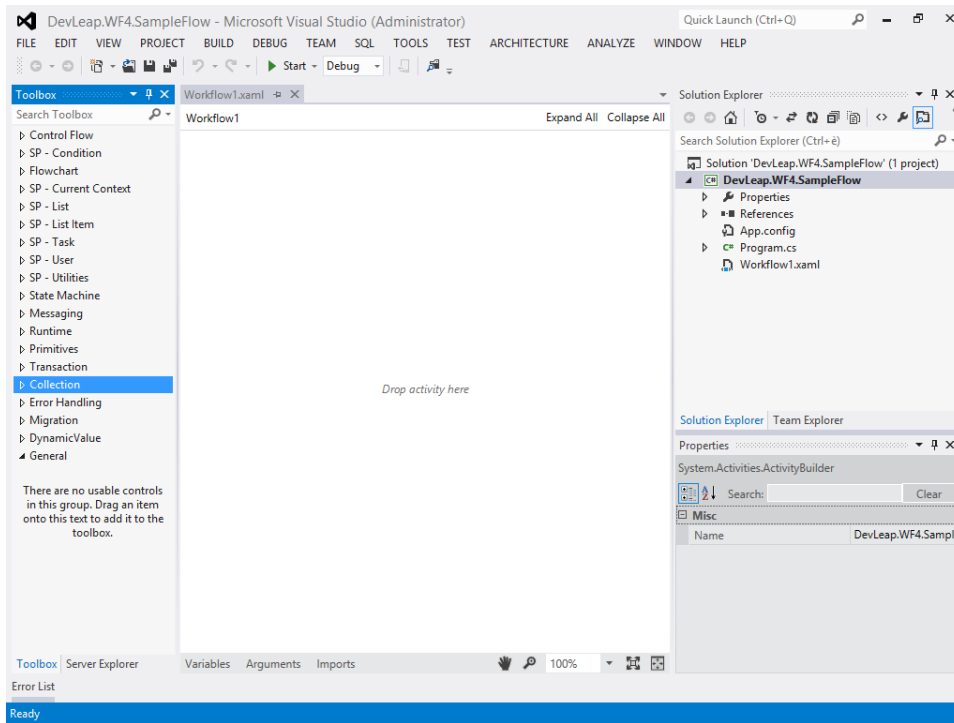 DevLeap.WF4.SampleFlow - Microsoft Visual Studio (Administrator)
Quick Launch (Ctrl+Q)
FILE EDIT VIEW PROJECT BUILD DEBUG TEAM SQL TOOLS TEST ARCHITECTURE ANALYZE WINDOW HELP
Start Debug
Toolbox
Search Toolbox
Control Flow
SP - Condition
Flowchart
SP - Current Context
SP - List
SP - List Item
SP - Task
SP - User
SP - Utilities
State Machine
Messaging
Runtime
Primitives
Transaction
Collection
Error Handling
Migration
DynamicValue
General
There are no usable controls
in this group. Drag an item
onto this text to add it to the
toolbox.
Toolbox Server Explorer
Workflow1.xaml
Workflow1 Expand All Collapse All
Drop activity here
Variables Arguments Imports 100%
Solution Explorer
Search Solution Explorer (Ctrl+è)
Solution 'DevLeap.WF4.SampleFlow' (1 project)
C# DevLeap.WF4.SampleFlow
Properties
References
App.config
C# Program.cs
Workflow1.xaml
Solution Explorer Team Explorer
Properties
System.Activities.ActivityBuilder
Search: Clear
Misc
Name DevLeap.WF4.Sampl
Error List
Ready